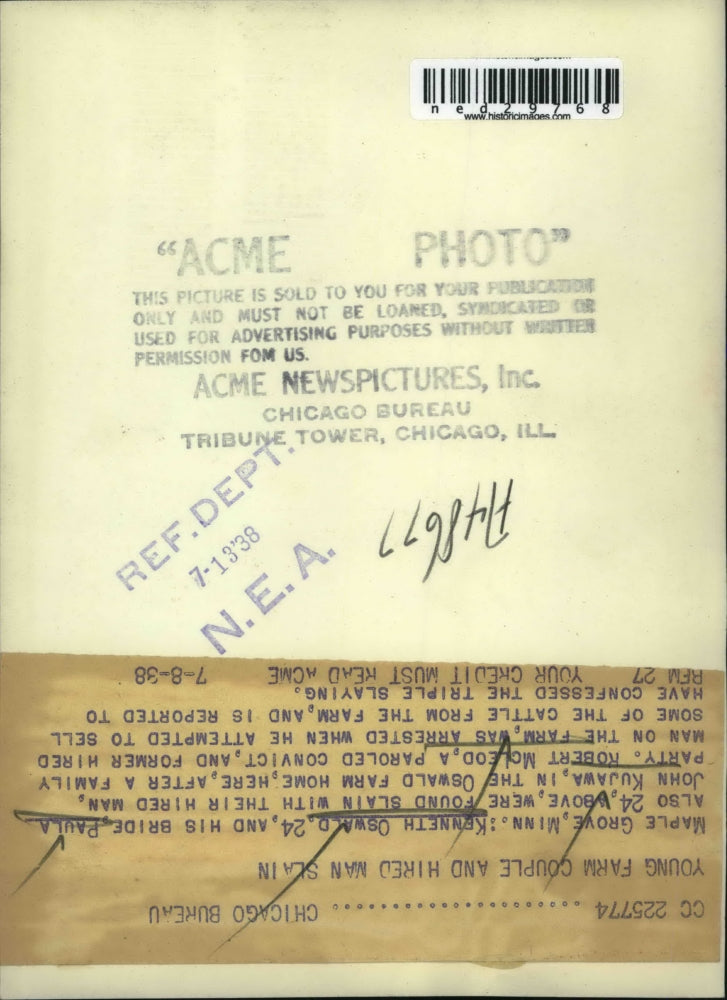 ned29768
www.historicimages.com
"ACME PHOTO"
THIS PICTURE IS SOLD TO YOU FOR YOUR PUBLICATION
ONLY AND MUST NOT BE LOANED, SYNDICATED OR
USED FOR ADVERTISING PURPOSES WITHOUT WRITTEN
PERMISSION FOM US.
ACME NEWSPICTURES, Inc.
CHICAGO BUREAU
TRIBUNE TOWER, CHICAGO, ILL.
REF. DEPT.
7-13'38
N. E. A.
CC 225774 ........................ CHICAGO BUREAU
YOUNG FARM COUPLE AND HIRED MAN SLAIN
MAPLE GROVE, MINN.: KENNETH OSWALD, 24, AND HIS BRIDE, PAULA
ALSO 24, ABOVE, WERE FOUND SLAIN WITH THEIR HIRED MAN,
JOHN KUJAWA, IN THE OSWALD FARM HOME, HERE, AFTER A FAMILY
PARTY. ROBERT MCLEOD, A PAROLED CONVICT, AND FORMER HIRED
MAN ON THE FARM, WAS ARRESTED WHEN HE ATTEMPTED TO SELL
SOME OF THE CATTLE FROM THE FARM, AND IS REPORTED TO
HAVE CONFESSED THE TRIPLE SLAYING.
RFM 27 YOUR CREDIT MUST READ ACME 7-8-38